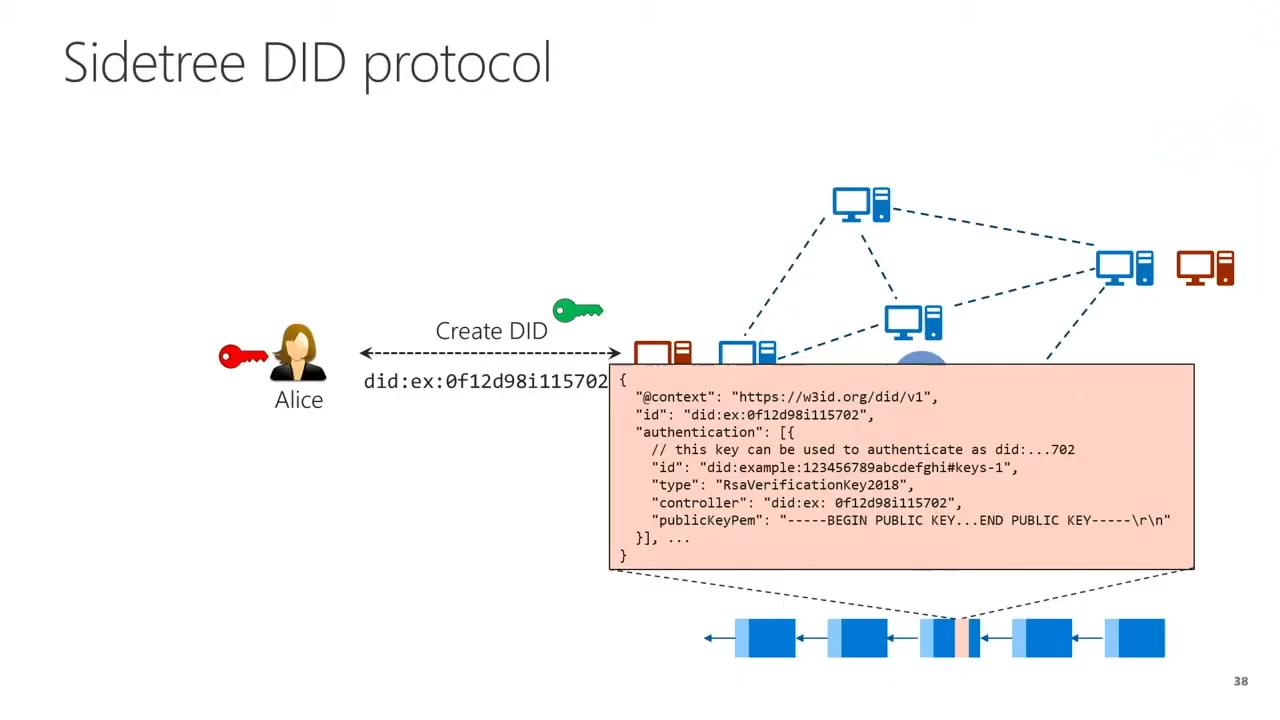 Sidetree DID protocol
Create DID
did:ex:0f12d98i115702
Alice
{
"@context": "https://w3id.org/did/v1",
"id": "did:ex:0f12d98i115702",
"authentication": [{
// this key can be used to authenticate as did:...702
"id": "did:example:123456789abcdefghi#keys-1",
"type": "RsaVerificationKey2018",
"controller": "did:ex: 0f12d98i115702",
"publicKeyPem": "-----BEGIN PUBLIC KEY...END PUBLIC KEY-----\r\n"
}], ...
}
38